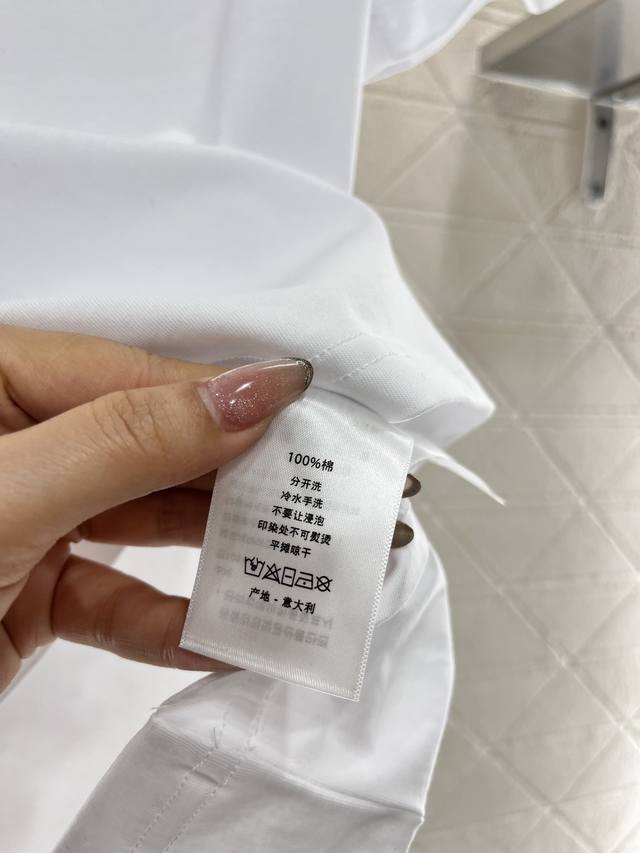 100%棉
分开洗
冷水手洗
不要让浸泡
印染处不可熨烫
平摊晾干
产地 - 意大利